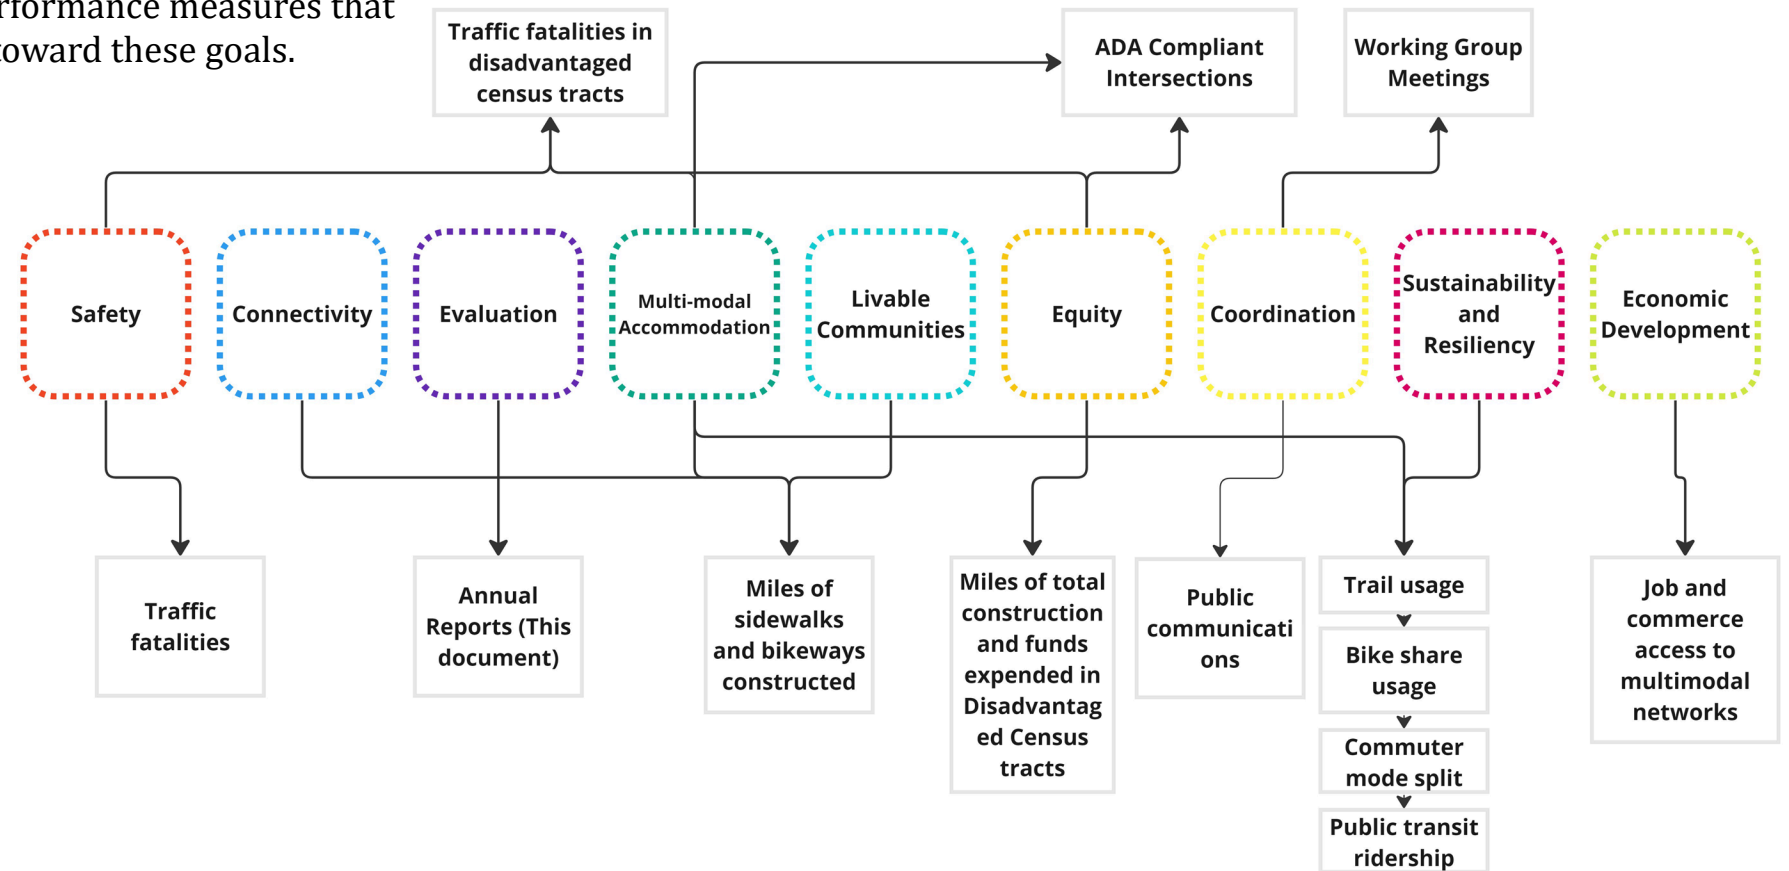 rformance measures that
toward these goals.
Traffic fatalities in
disadvantaged
census tracts
ADA Compliant
Intersections
Working Group
Meetings
Safety
Connectivity
Evaluation
Multi-modal
Accommodation
Livable
Communities
Equity
Coordination
Sustainability
and
Resiliency
Economic
Development
Traffic
fatalities
Annual
Reports (This
document)
Miles of
sidewalks
and bikeways
constructed
Miles of total
construction
and funds
expended in
Disadvantag
ed Census
tracts
Public
communicati
ons
Trail usage
Bike share
usage
Commuter
mode split
Public transit
ridership
Job and
commerce
access to
multimodal
networks